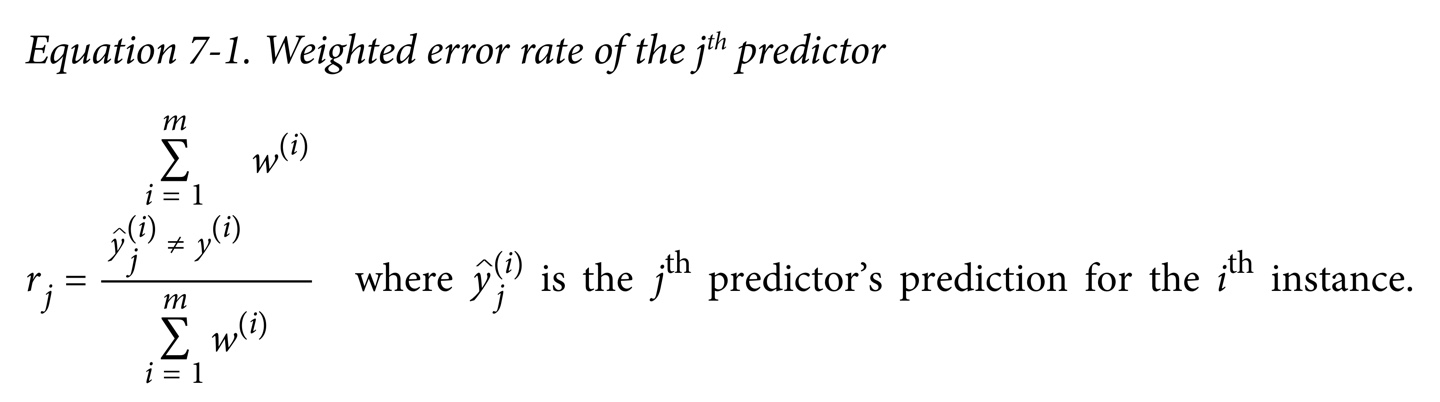 Equation 7-1. Weighted error rate of the jᵗʰ predictor
m
∑ w⁽ⁱ⁾
i = 1
ŷⱼ⁽ⁱ⁾ ≠ y⁽ⁱ⁾
rⱼ = where ŷⱼ⁽ⁱ⁾ is the jᵗʰ predictor’s prediction for the iᵗʰ instance.
m
∑ w⁽ⁱ⁾
i = 1